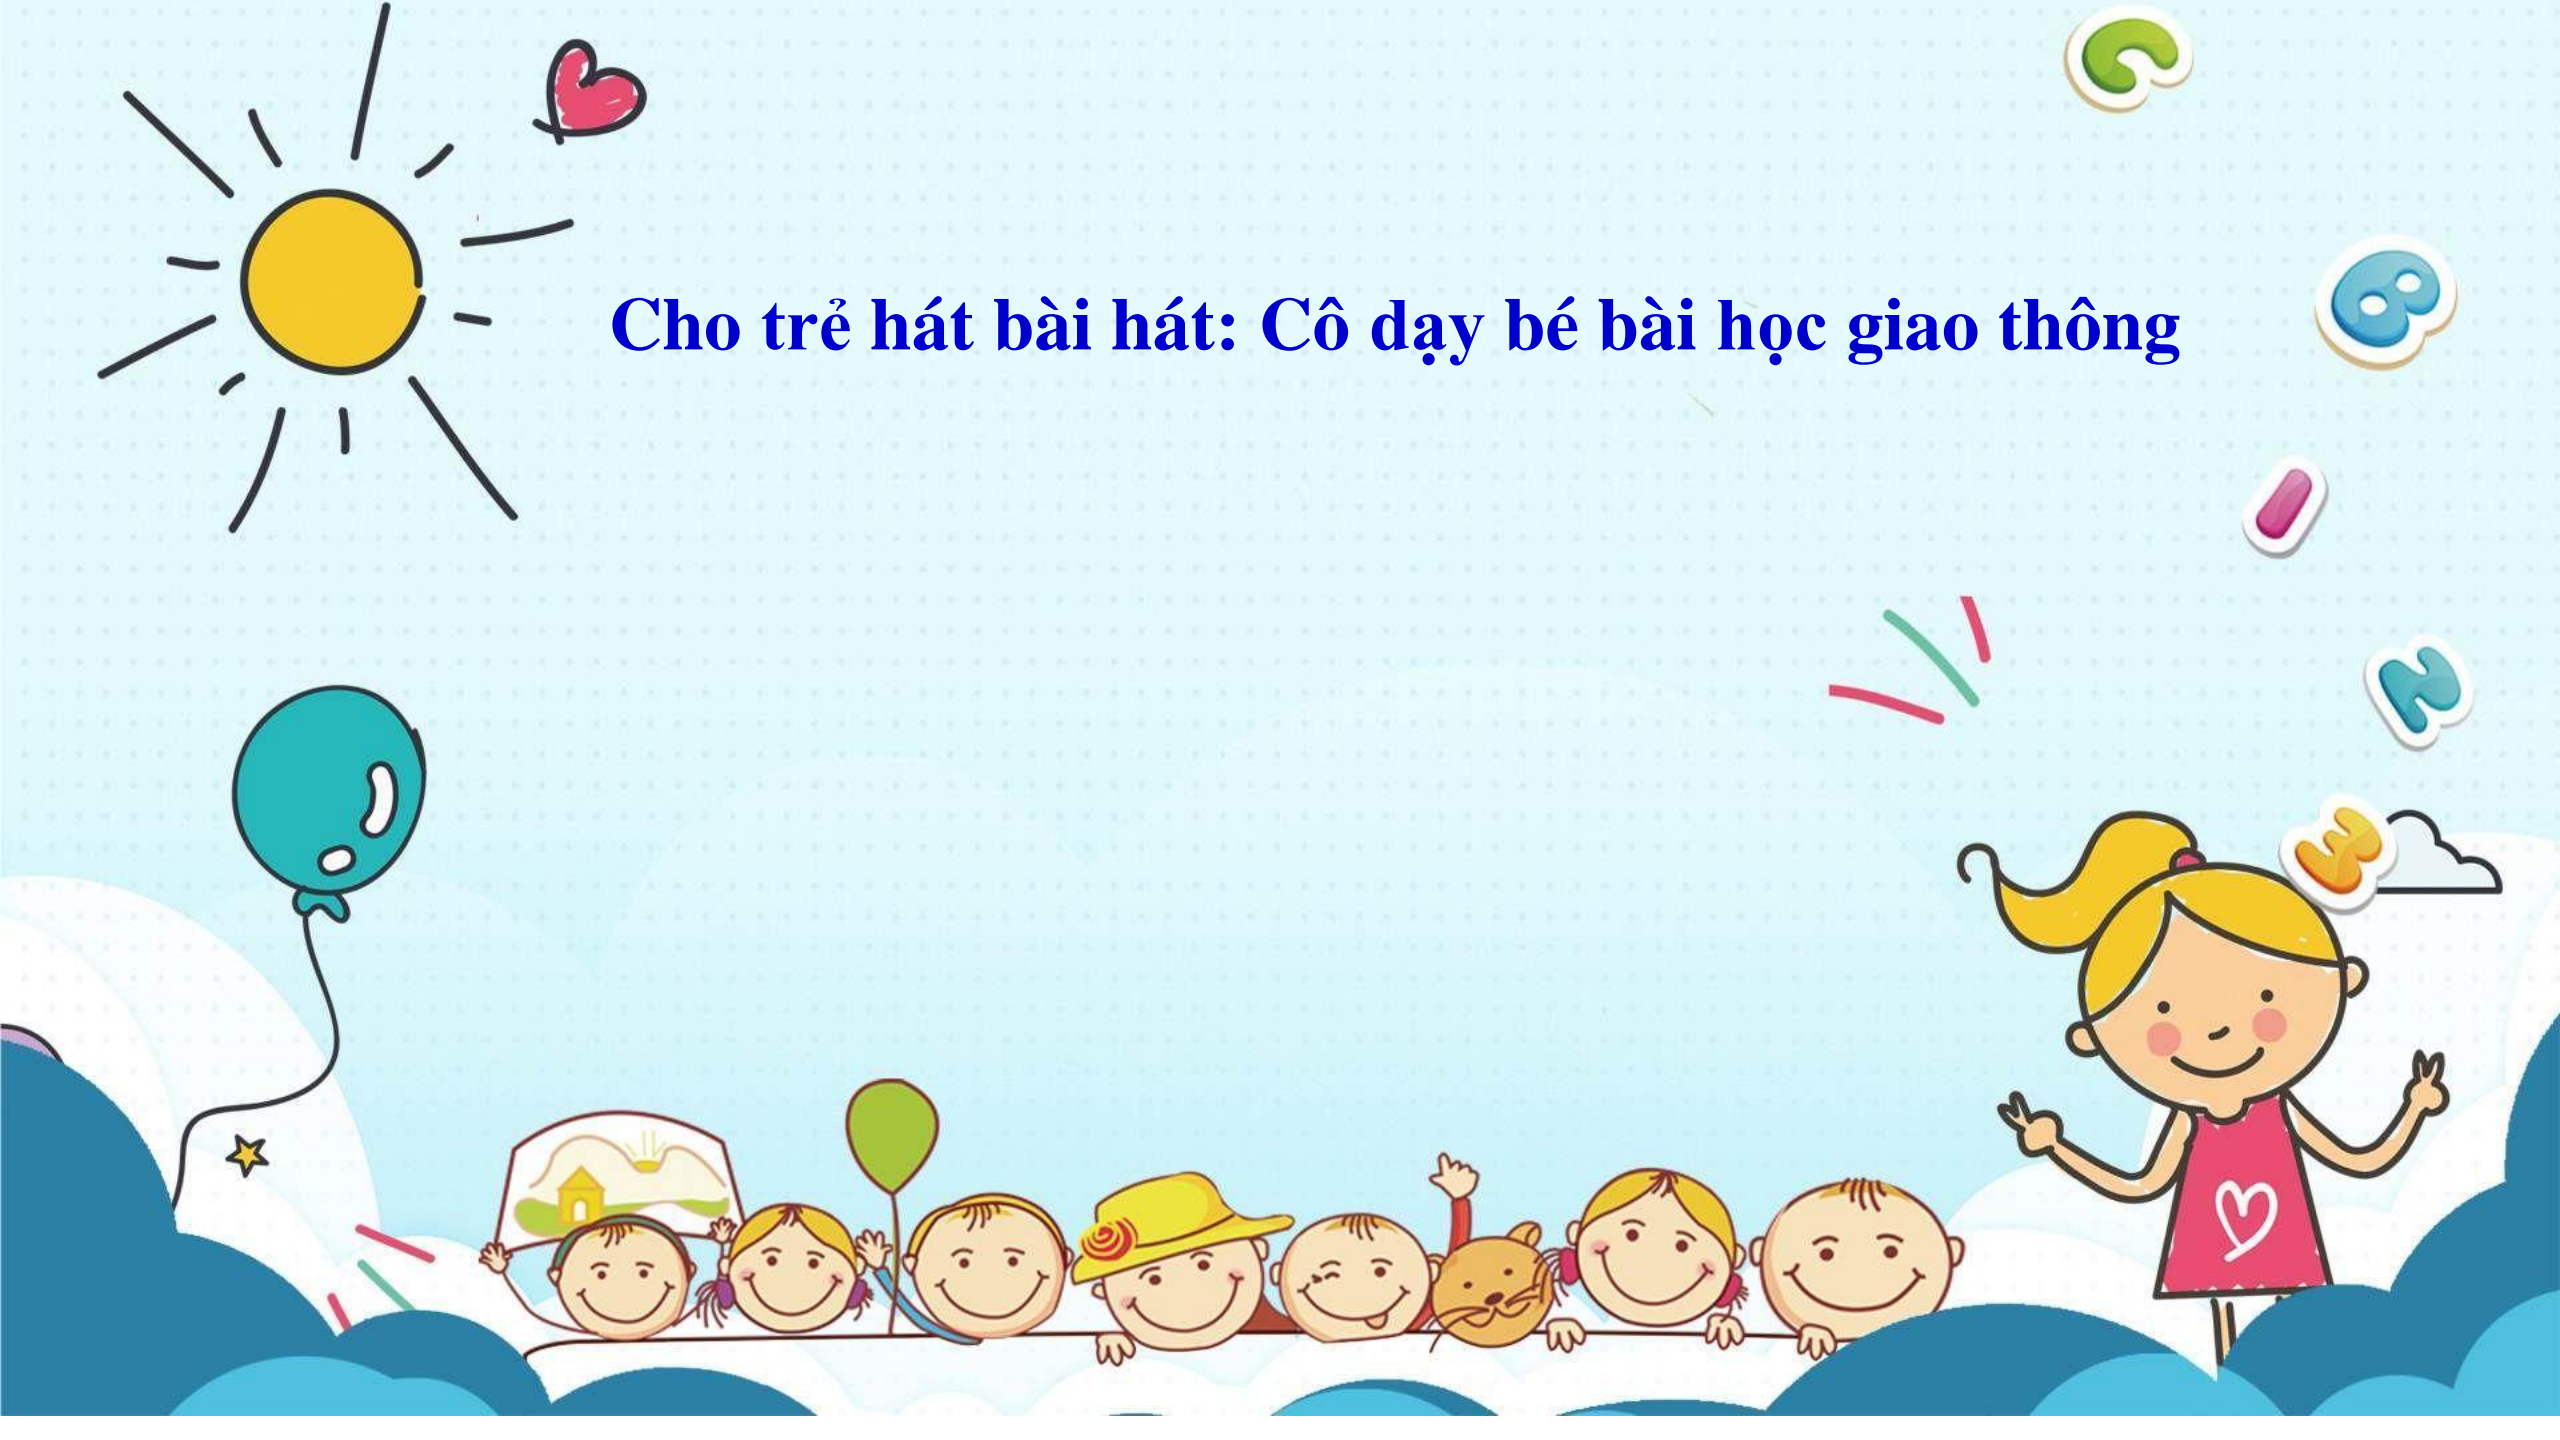 Cho trẻ hát bài hát: Cô dạy bé bài học giao thông
C
B
I
N
E